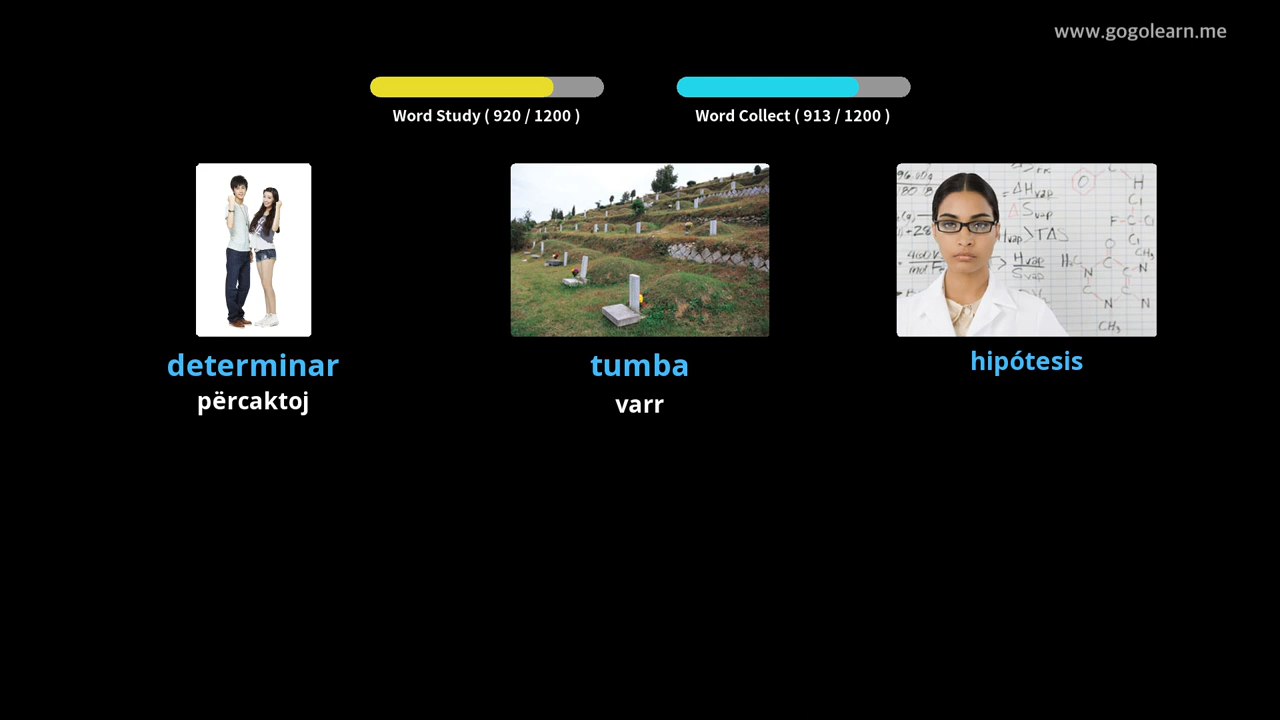 www.gogolearn.me
Word Study ( 920 / 1200 )
Word Collect ( 913 / 1200 )
determinar
përcaktoj
tumba
varr
hipótesis